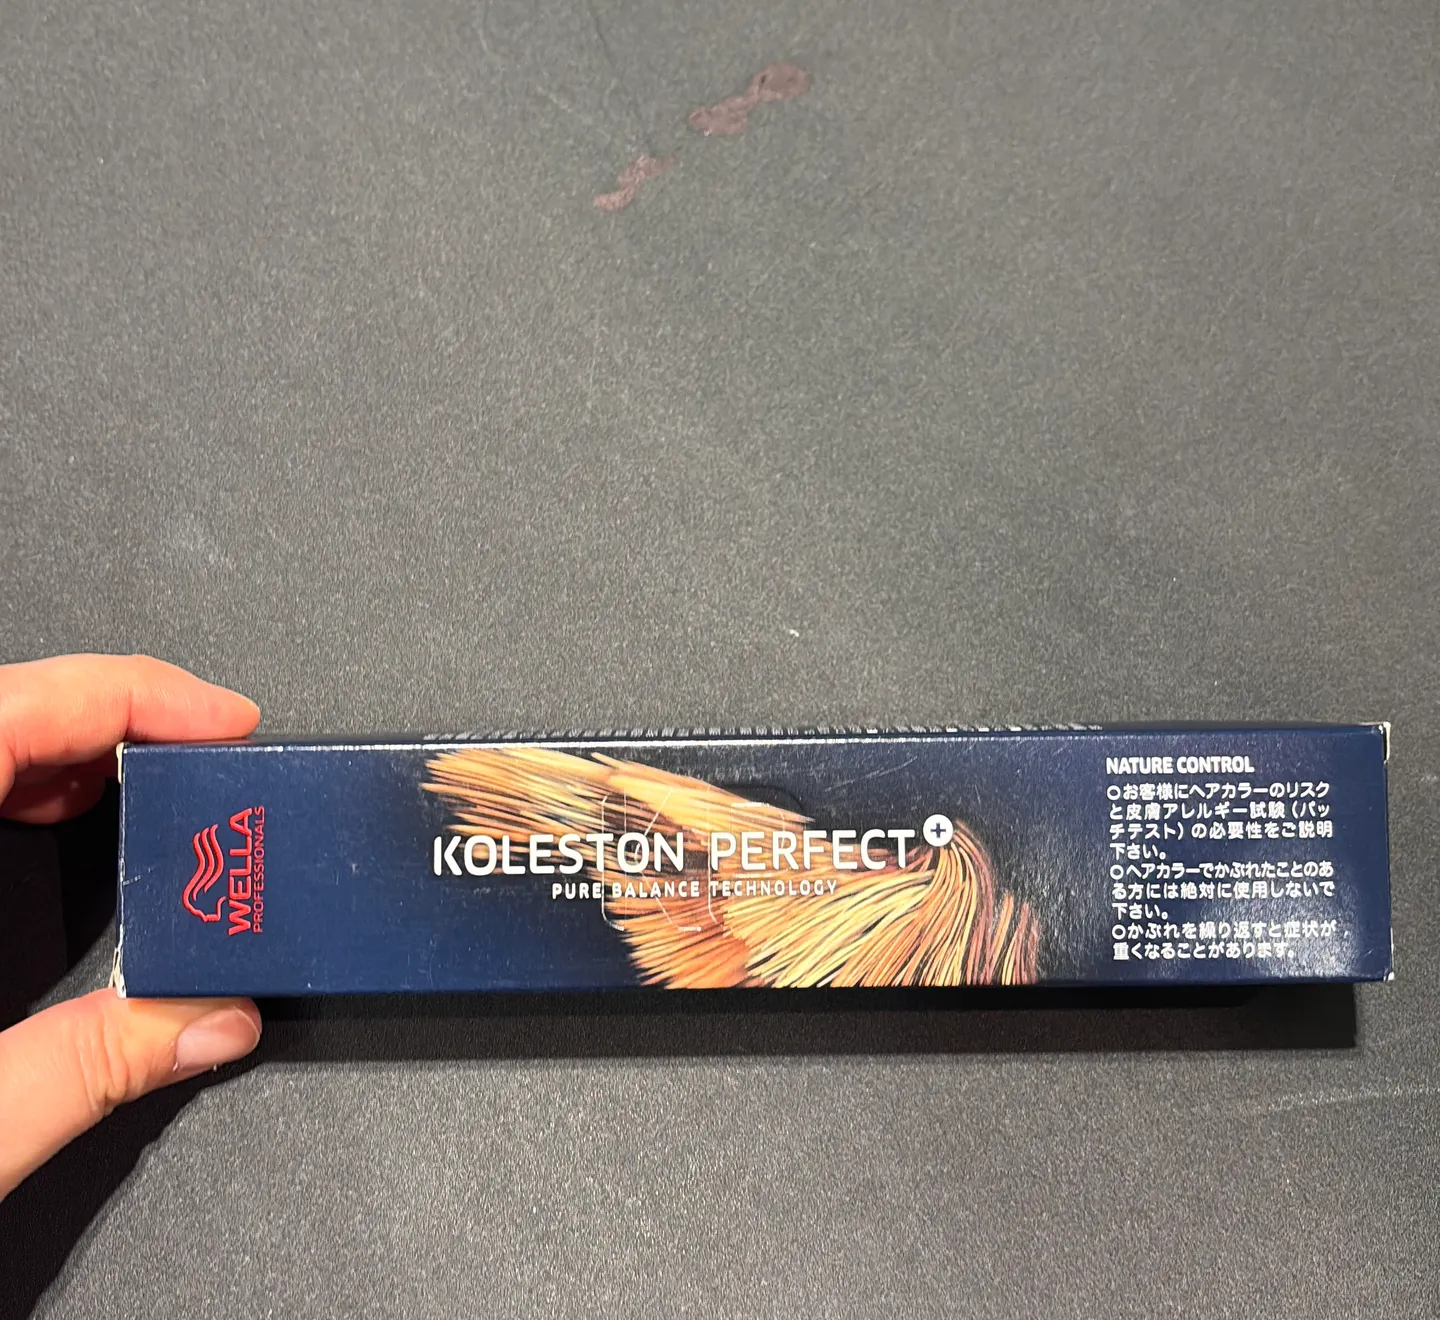 WELLA
PROFESSIONALS
KOLESTON PERFECT+
PURE BALANCE TECHNOLOGY
NATURE CONTROL
○お客様にヘアカラーのリスク
と皮膚アレルギー試験（パッ
チテスト）の必要性をご説明
下さい。
○ヘアカラーでかぶれたことのあ
る方には絶対に使用しないで
下さい。
○かぶれを繰り返すと症状が
重くなることがあります。